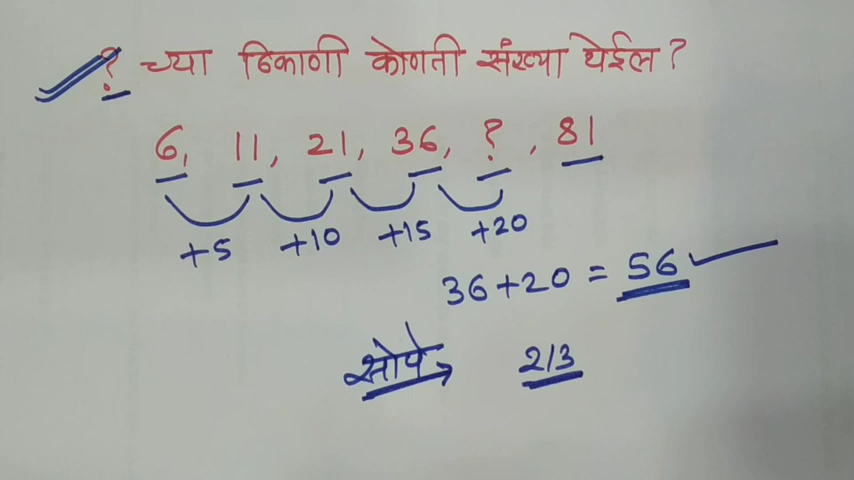 ? च्या ठिकाणी कोणती संख्या येईल?
6, 11, 21, 36, ?, 81
+5 +10 +15 +20
36+20 = 56
सोपे → 2/3